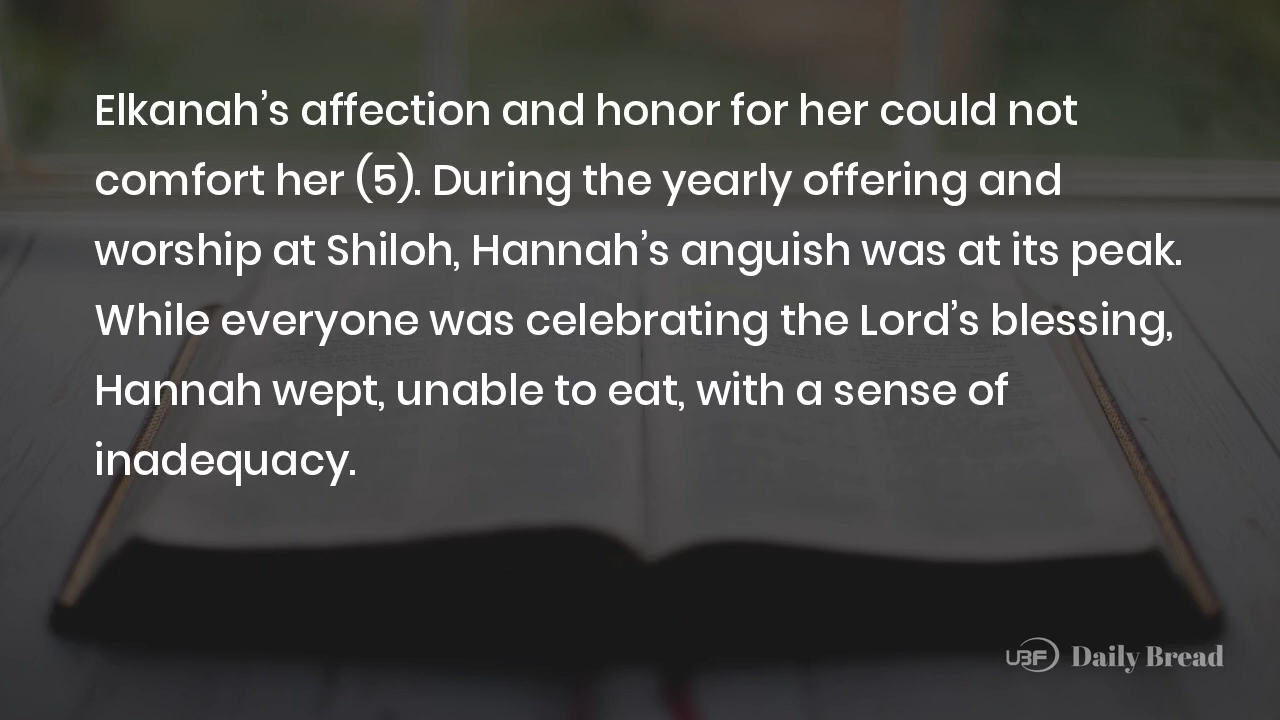 Elkanah’s affection and honor for her could not
comfort her (5). During the yearly offering and
worship at Shiloh, Hannah’s anguish was at its peak.
While everyone was celebrating the Lord’s blessing,
Hannah wept, unable to eat, with a sense of
inadequacy.
UBF Daily Bread